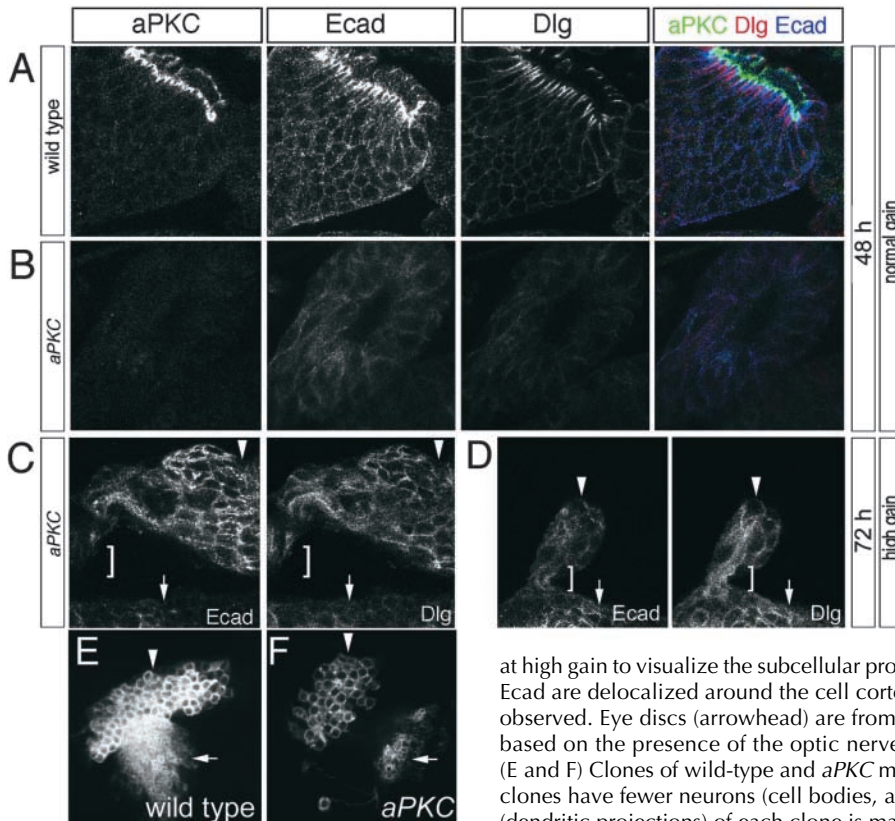 aPKC Ecad Dlg aPKC Dlg Ecad
A
wild type
B
aPKC
48 h
normal gain
C
aPKC
Ecad
Dlg
D
Ecad
Dlg
72 h
high gain
E
wild type
F
aPKC
at high gain to visualize the subcellular
Ecad are delocalized around the cell
observed. Eye discs (arrowhead) are from
based on the presence of the optic nerve
(E and F) Clones of wild-type and aPKC
clones have fewer neurons (cell bodies,
(dendritic projections) of each clone is